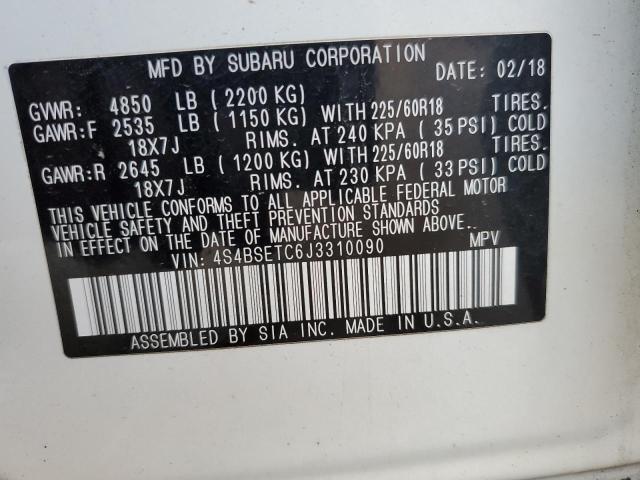 MFD BY SUBARU CORPORATION DATE: 02/18
GVWR: 4850 LB (2200 KG)
GAWR:F 2535 LB (1150 KG) WITH 225/60R18 TIRES.
18X7J RIMS. AT 240 KPA (35 PSI) COLD
GAWR:R 2645 LB (1200 KG) WITH 225/60R18 TIRES.
18X7J RIMS. AT 230 KPA (33 PSI) COLD
THIS VEHICLE CONFORMS TO ALL APPLICABLE FEDERAL MOTOR
VEHICLE SAFETY AND THEFT PREVENTION STANDARDS
IN EFFECT ON THE DATE OF MANUFACTURE SHOWN ABOVE.
VIN: 4S4BSETC6J3310090 MPV
ASSEMBLED BY SIA INC. MADE IN U.S.A.